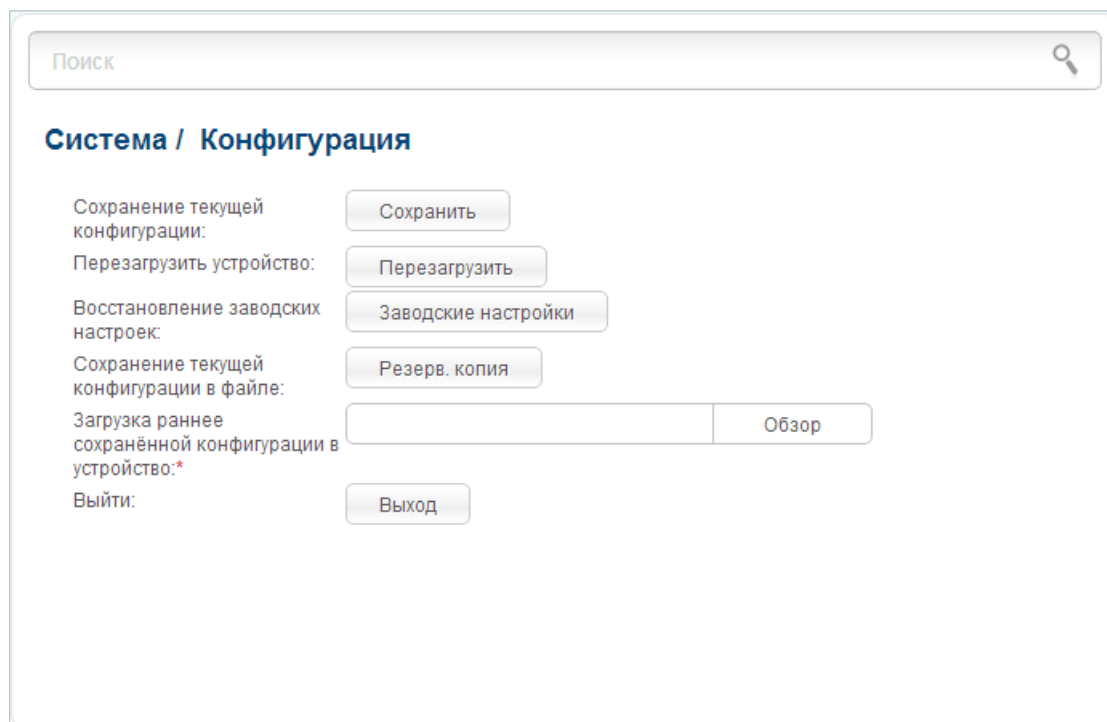 Поиск
Система / Конфигурация
Сохранение текущей
конфигурации:
Сохранить
Перезагрузить устройство:
Перезагрузить
Восстановление заводских
настроек:
Заводские настройки
Сохранение текущей
конфигурации в файле:
Резерв. копия
Загрузка раннее
сохранённой конфигурации в
устройство:*
Обзор
Выйти:
Выход